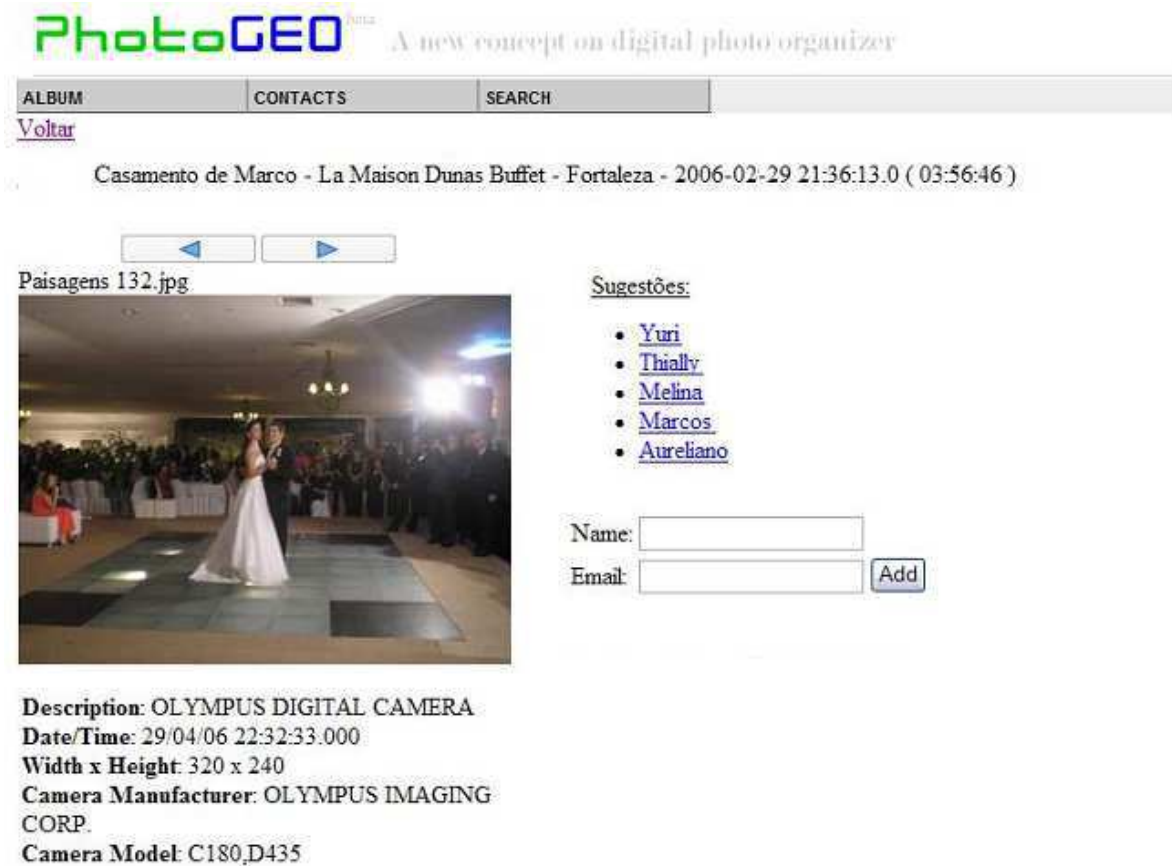 PhotoGEO beta A new concept on digital photo organizer
ALBUM CONTACTS SEARCH
Voltar
Casamento de Marco - La Maison Dunas Buffet - Fortaleza - 2006-02-29 21:36:13.0 ( 03:56:46 )
Paisagens 132.jpg
Sugestões:
Yuri
Thially
Melina
Marcos
Aureliano
Name:
Email:
Add
Description: OLYMPUS DIGITAL CAMERA
Date/Time: 29/04/06 22:32:33.000
Width x Height: 320 x 240
Camera Manufacturer: OLYMPUS IMAGING
CORP.
Camera Model: C180,D435